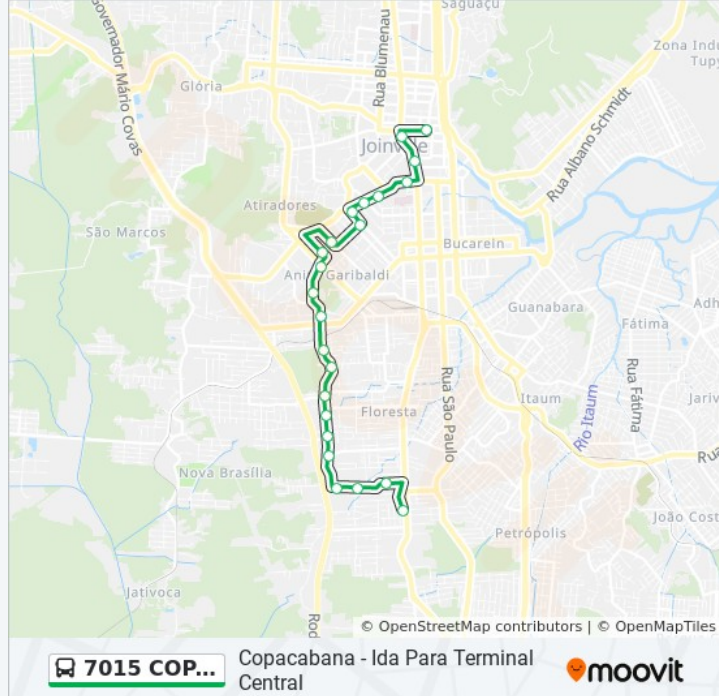 Saguaçu
Governador Mário Covas
Rua Blumenau
Zona Indu
Tupy
Glória
Rua Albano Schmidt
Joinville
Atiradores
São Marcos
Bucarein
Anita Garibaldi
Guanabara
Adh
Fátima
Rua São Paulo
Rio Itaum
Rua Fátima
Itaum
Jariv
Floresta
Rua
Nova Brasília
João Cost
Petrópolis
Jativoca
Rod
© OpenStreetMap contributors | © OpenMapTiles
7015 COP...
Copacabana - Ida Para Terminal
Central
moovit